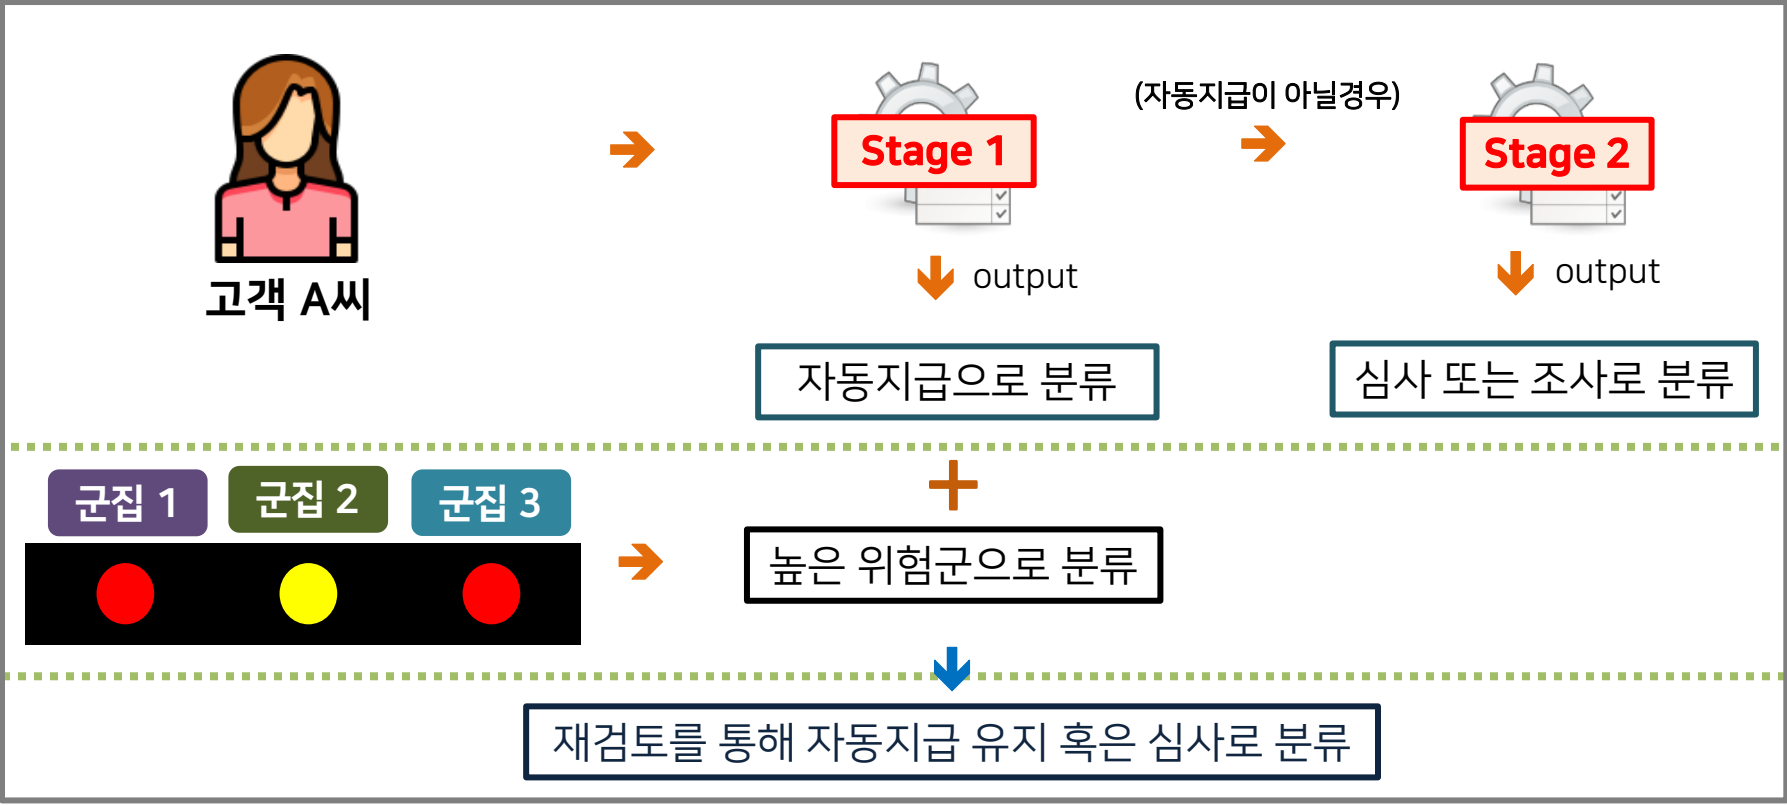 고객 A씨
Stage 1
(자동지급이 아닐경우)
Stage 2
output
output
자동지급으로 분류
심사 또는 조사로 분류
군집 1
군집 2
군집 3
높은 위험군으로 분류
재검토를 통해 자동지급 유지 혹은 심사로 분류